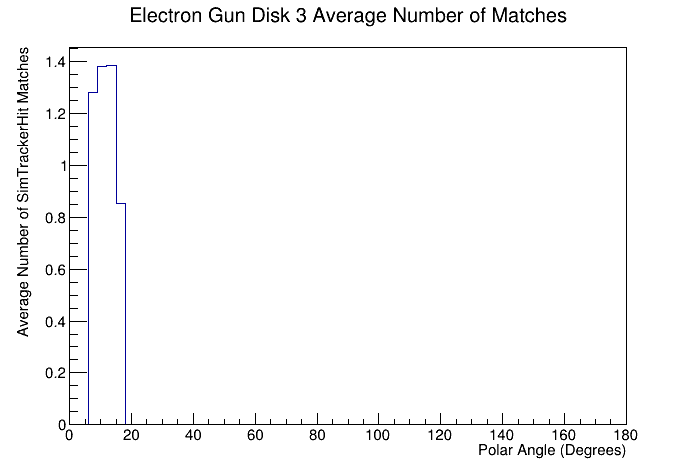 Electron Gun Disk 3 Average Number of Matches
Average Number of SimTrackerHit Matches
1.4
1.2
1
0.8
0.6
0.4
0.2
0
0 20 40 60 80 100 120 140 160 180
Polar Angle (Degrees)